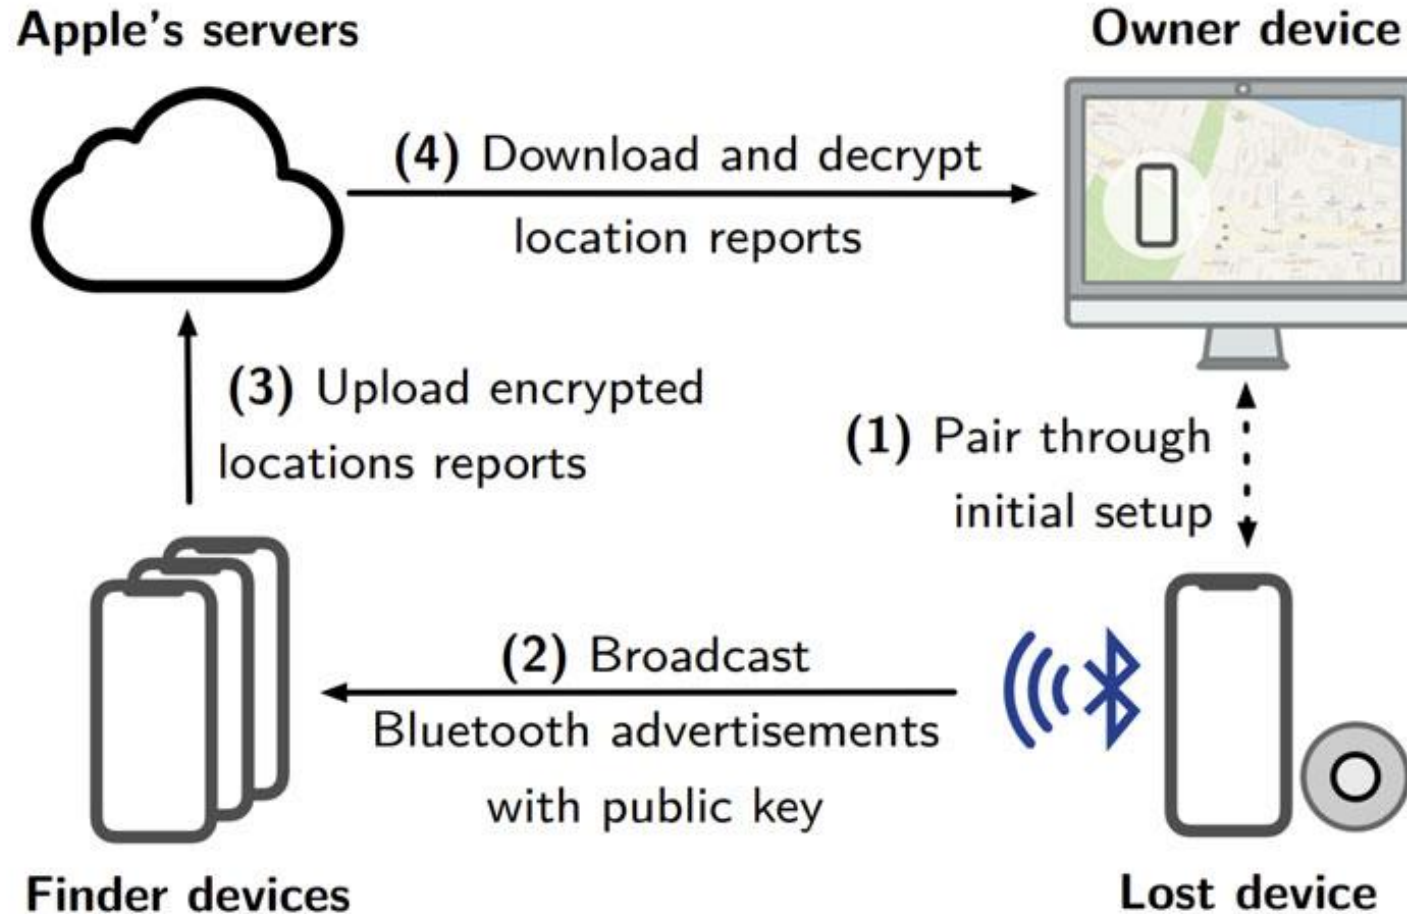 Apple's servers
Owner device
(4) Download and decrypt
location reports
(3) Upload encrypted
locations reports
(1) Pair through
initial setup
(2) Broadcast
Bluetooth advertisements
with public key
Finder devices
Lost device